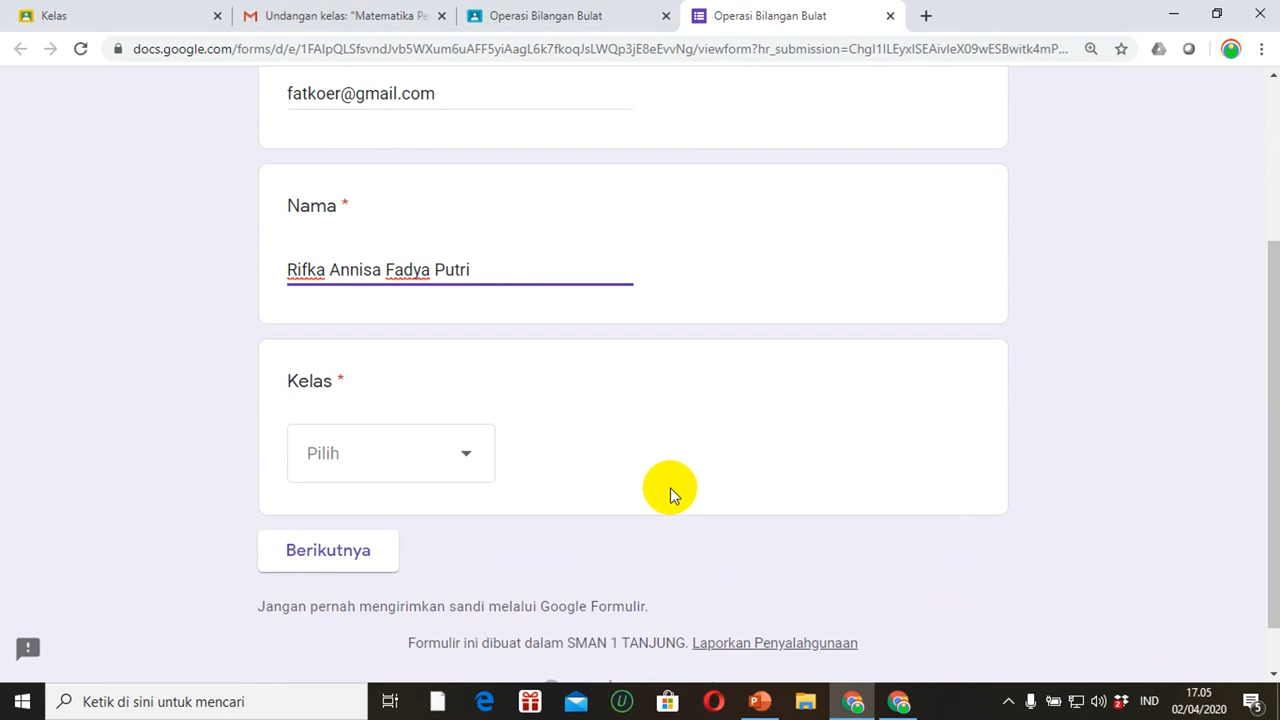 Kelas
Undangan kelas: "Matematika Pe
Operasi Bilangan Bulat
Operasi Bilangan Bulat
docs.google.com/forms/d/e/1FAIpQLSfsvndJvb5WXum6uAFF5yiAagL6k7fkoqJsLWQp3jE8eEvvNg/viewform?hr_submission=ChgI1lLEyxISEAivIeX09wESBwitk4mP...
fatkoer@gmail.com
Nama *
Rifka Annisa Fadya Putri
Kelas *
Pilih
Berikutnya
Jangan pernah mengirimkan sandi melalui Google Formulir.
Formulir ini dibuat dalam SMAN 1 TANJUNG. Laporkan Penyalahgunaan
Ketik di sini untuk mencari
IND
17.05
02/04/2020
5